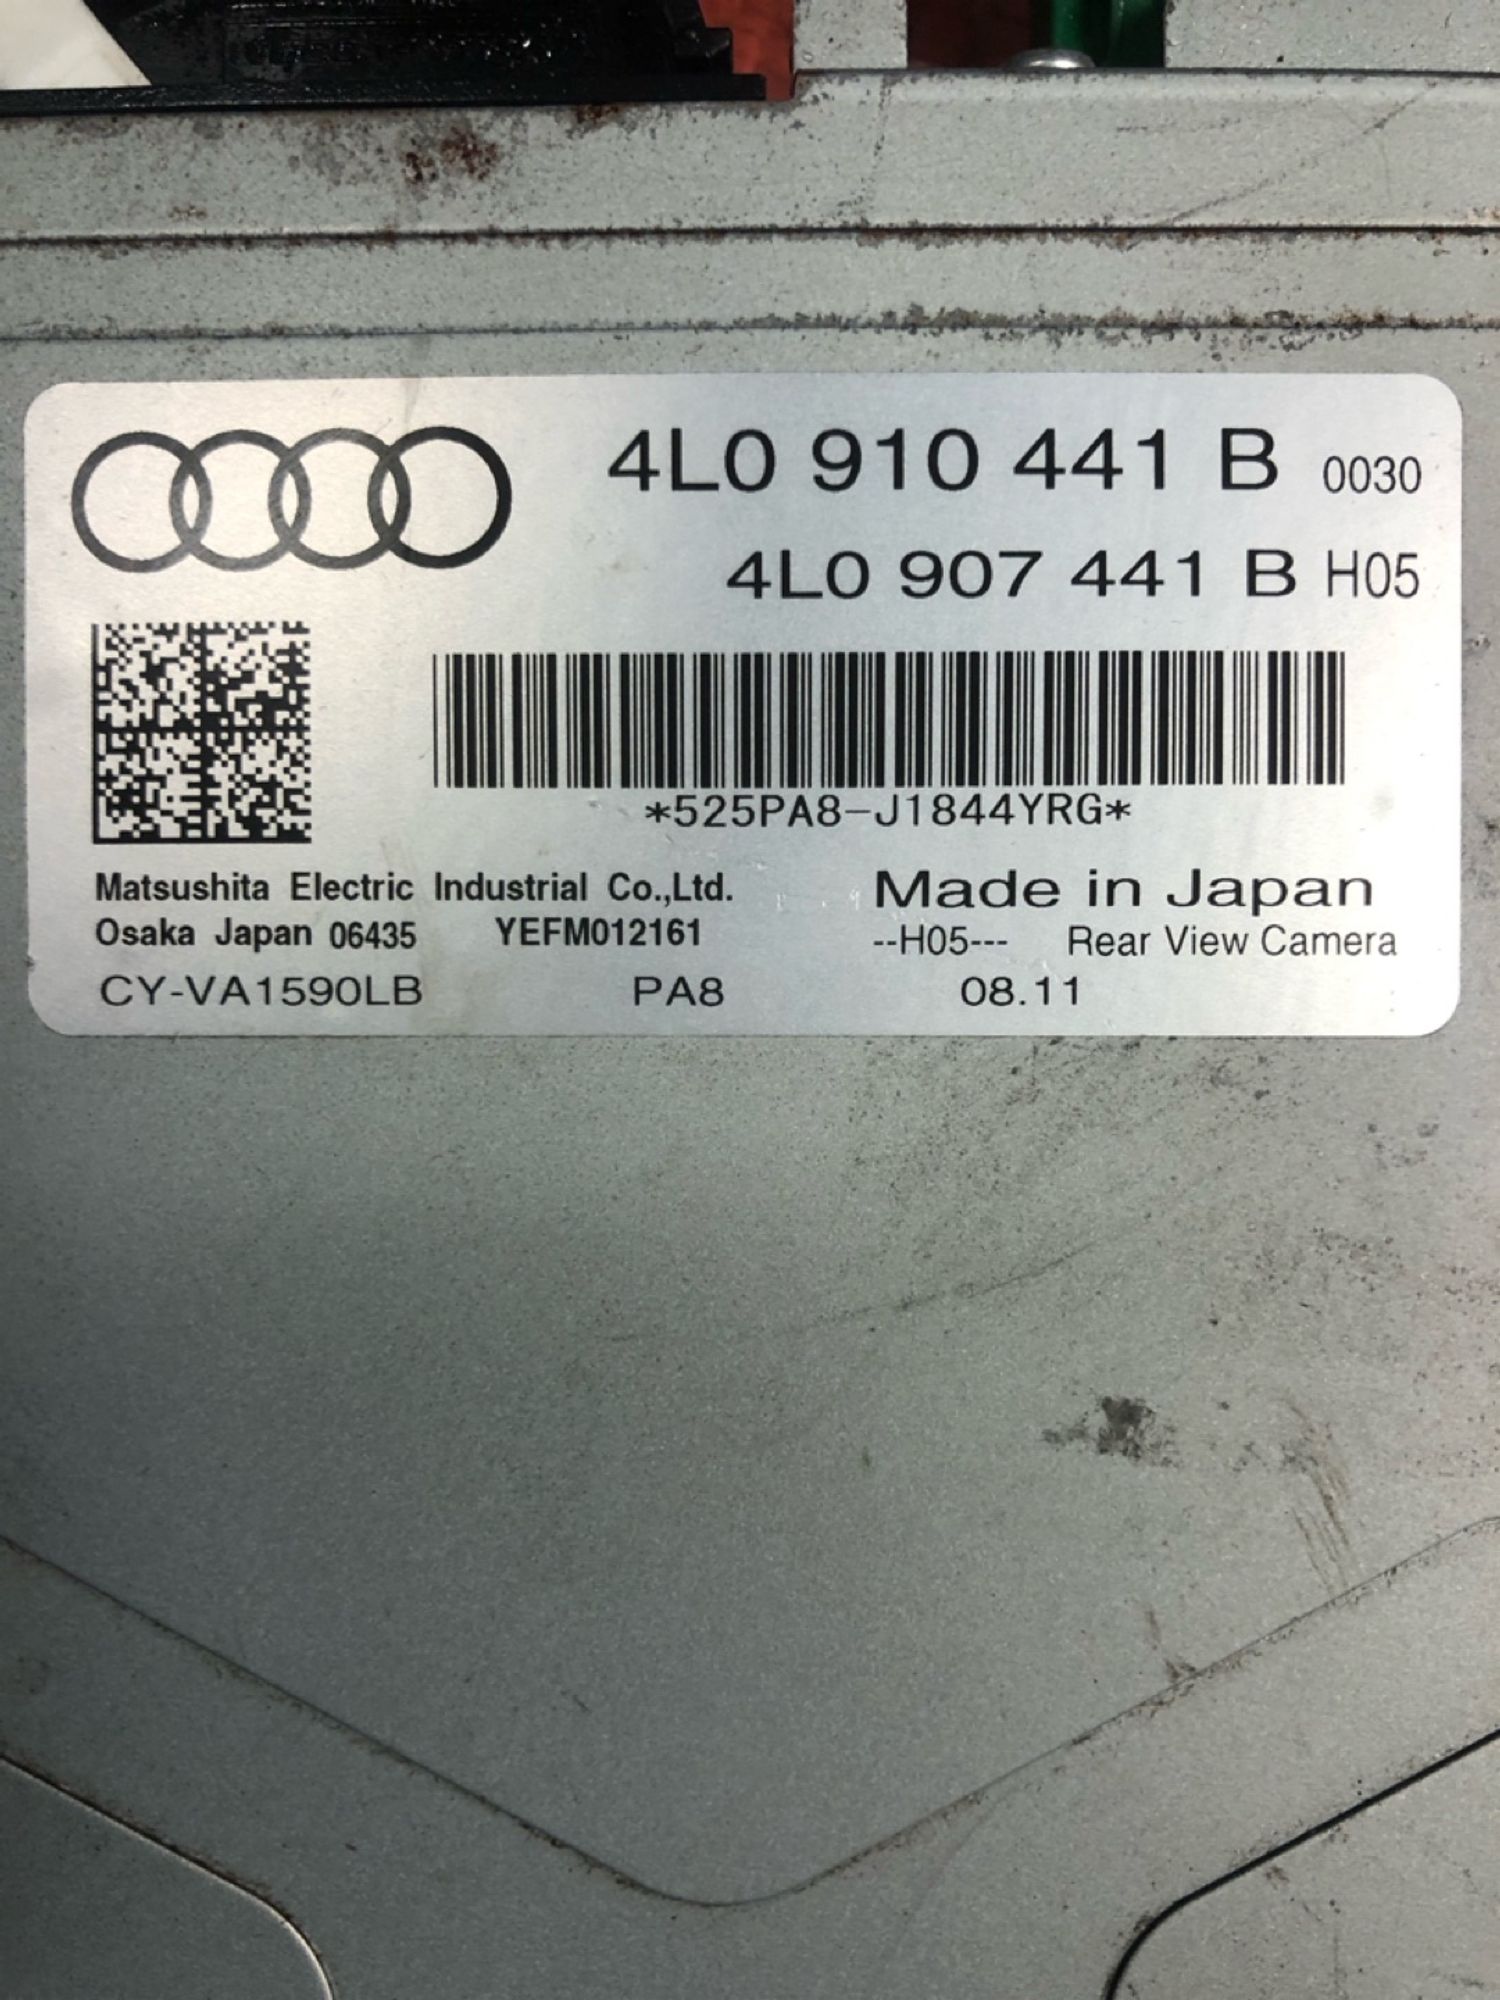 4L0 910 441 B 0030
4L0 907 441 B H05
*525PA8-J1844YRG*
Matsushita Electric Industrial Co.,Ltd.
Osaka Japan 06435 YEFM012161
Made in Japan
--H05--- Rear View Camera
CY-VA1590LB PA8 08.11